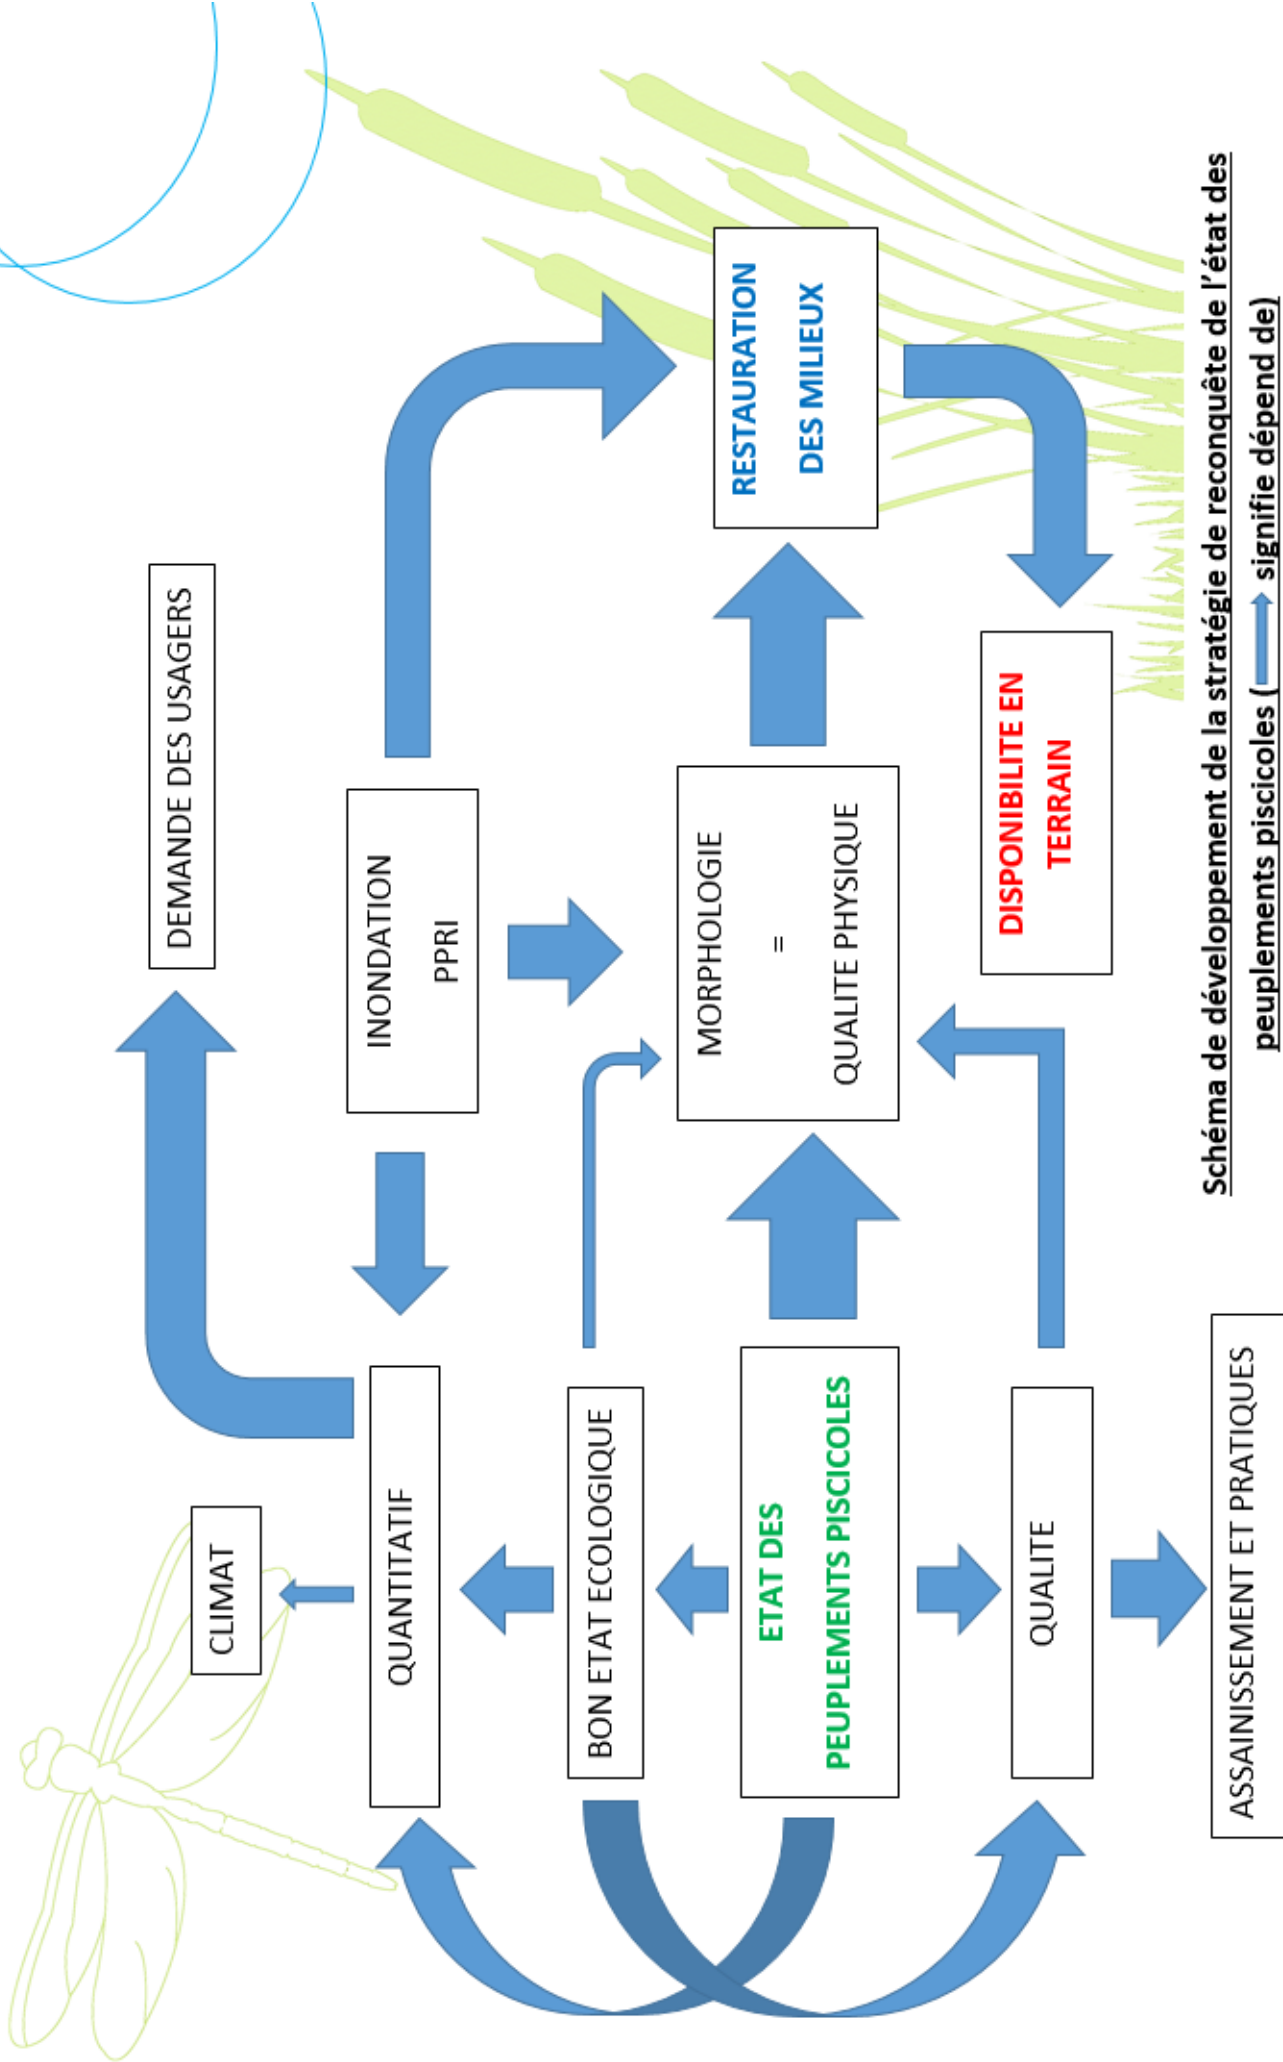 DEMANDE DES USAGERS
CLIMAT
INONDATION
PPRI
QUANTITATIF
BON ETAT ECOLOGIQUE
MORPHOLOGIE
=
QUALITE PHYSIQUE
RESTAURATION
DES MILIEUX
ETAT DES
PEUPLEMENTS PISCICOLES
DISPONIBILITE EN
TERRAIN
QUALITE
ASSAINISSEMENT ET PRATIQUES
Schéma de développement de la stratégie de reconquête de l'état des
peuplements piscicoles ( signifie dépend de)